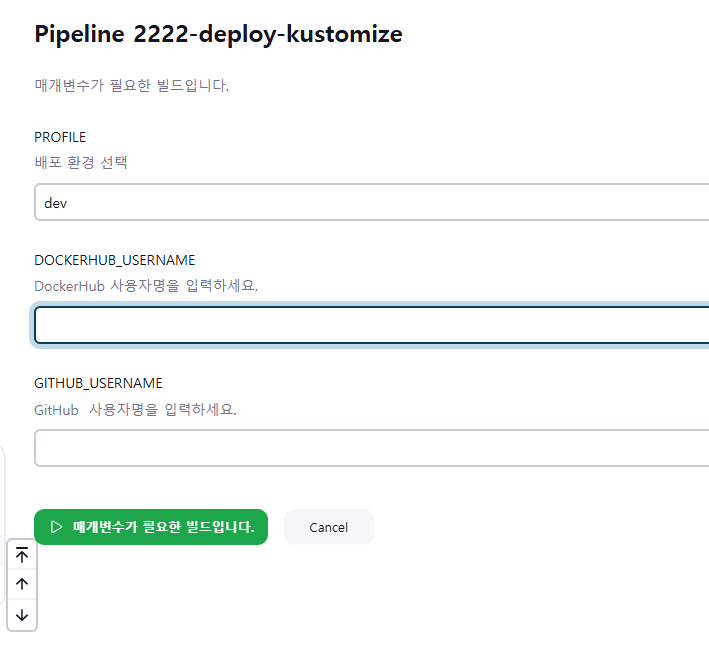 Pipeline 2222-deploy-kustomize
매개변수가 필요한 빌드입니다.
PROFILE
배포 환경 선택
dev
DOCKERHUB_USERNAME
DockerHub 사용자명을 입력하세요.
GITHUB_USERNAME
GitHub  사용자명을 입력하세요.
매개변수가 필요한 빌드입니다.
Cancel